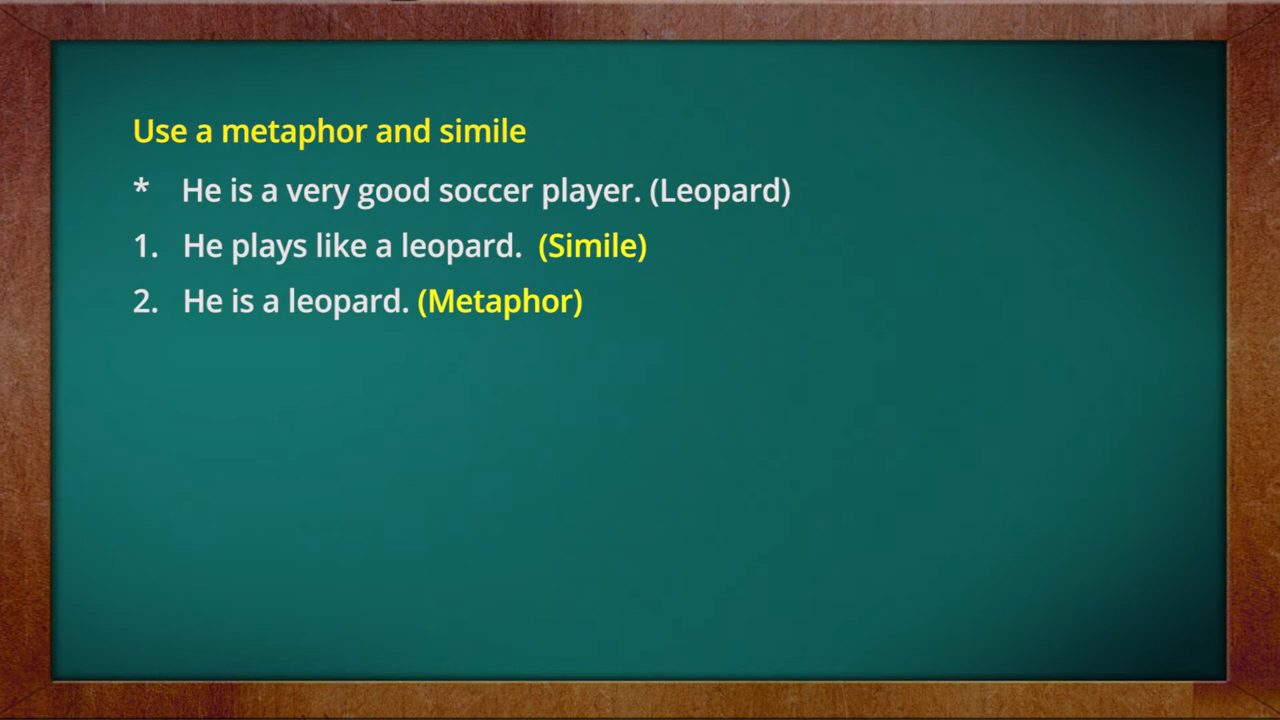 Use a metaphor and simile
* He is a very good soccer player. (Leopard)
1. He plays like a leopard. (Simile)
2. He is a leopard. (Metaphor)